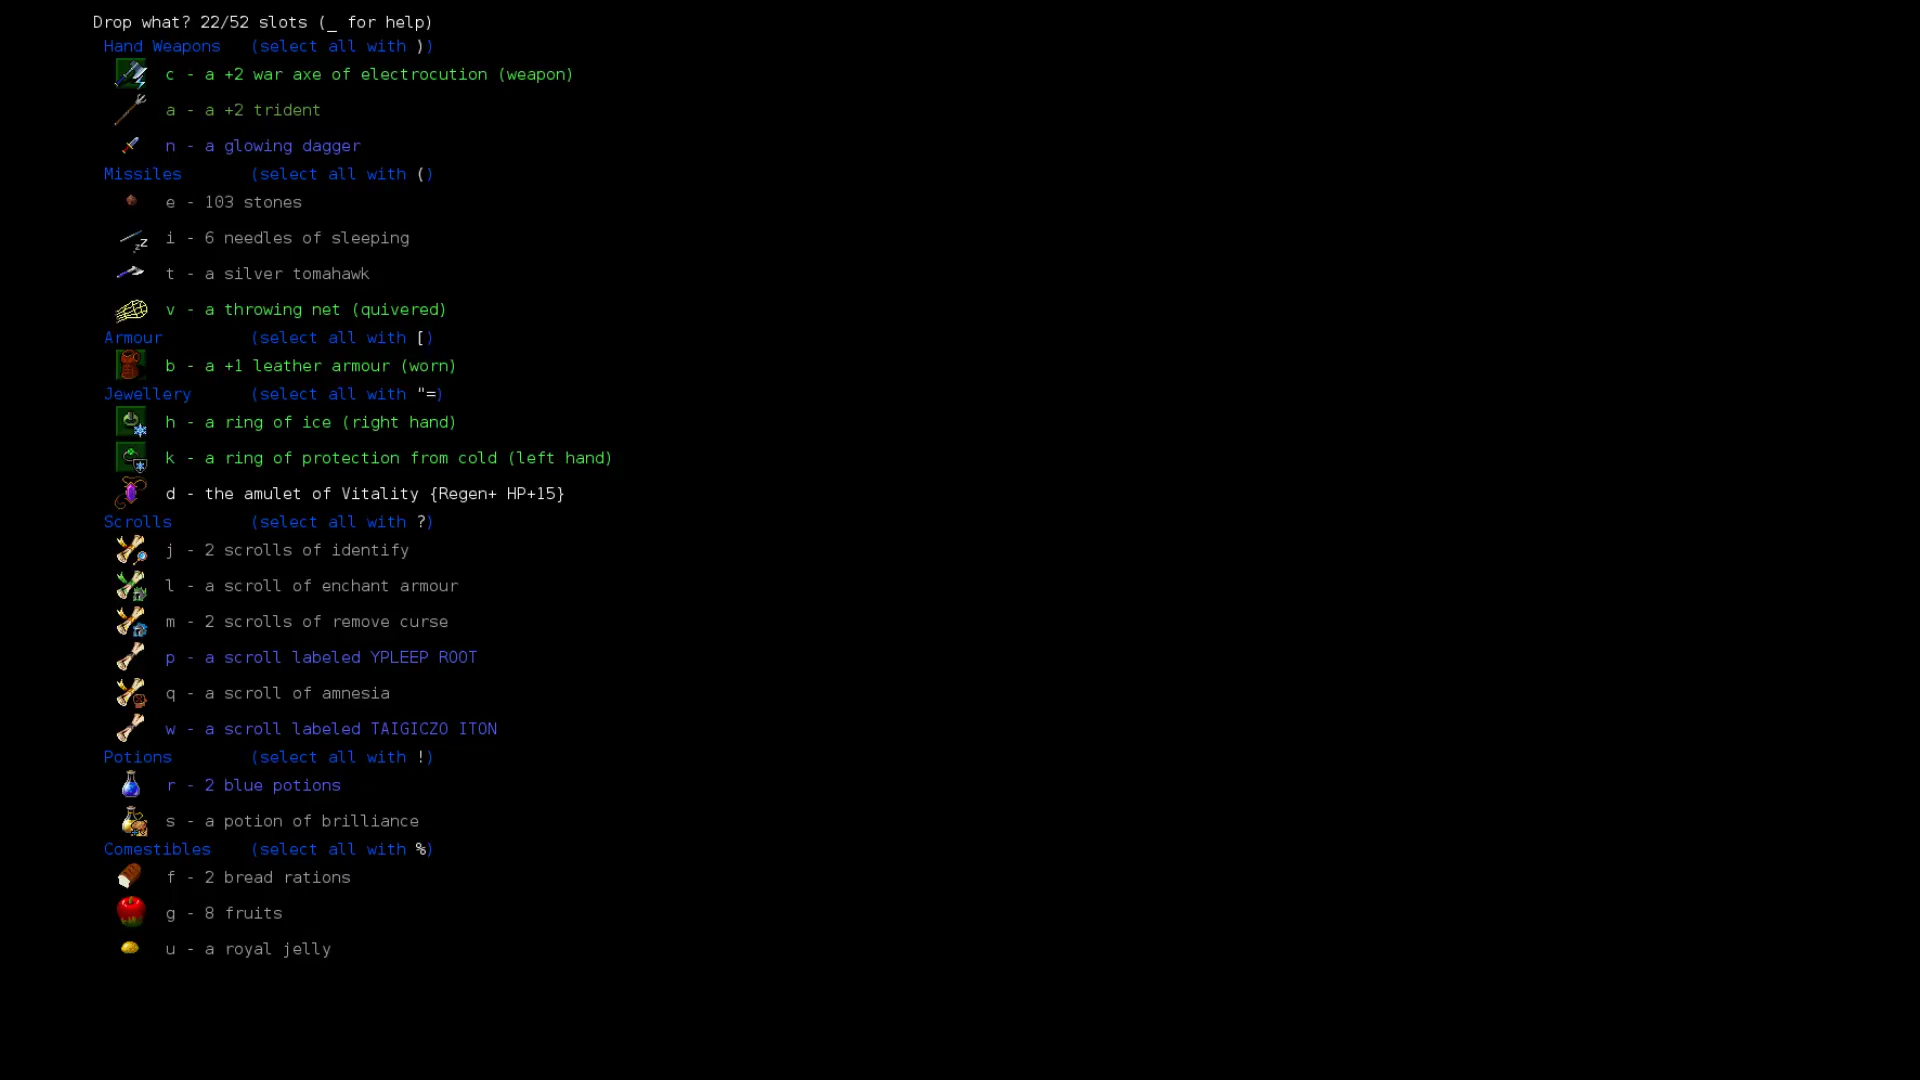 Drop what? 22/52 slots (_ for help)
Hand Weapons (select all with ))
c - a +2 war axe of electrocution (weapon)
a - a +2 trident
n - a glowing dagger
Missiles (select all with ()
e - 103 stones
i - 6 needles of sleeping
t - a silver tomahawk
v - a throwing net (quivered)
Armour (select all with [)
b - a +1 leather armour (worn)
Jewellery (select all with "=)
h - a ring of ice (right hand)
k - a ring of protection from cold (left hand)
d - the amulet of Vitality {Regen+ HP+15}
Scrolls (select all with ?)
j - 2 scrolls of identify
l - a scroll of enchant armour
m - 2 scrolls of remove curse
p - a scroll labeled YPLEEP ROOT
q - a scroll of amnesia
w - a scroll labeled TAIGICZO ITON
Potions (select all with !)
r - 2 blue potions
s - a potion of brilliance
Comestibles (select all with %)
f - 2 bread rations
g - 8 fruits
u - a royal jelly